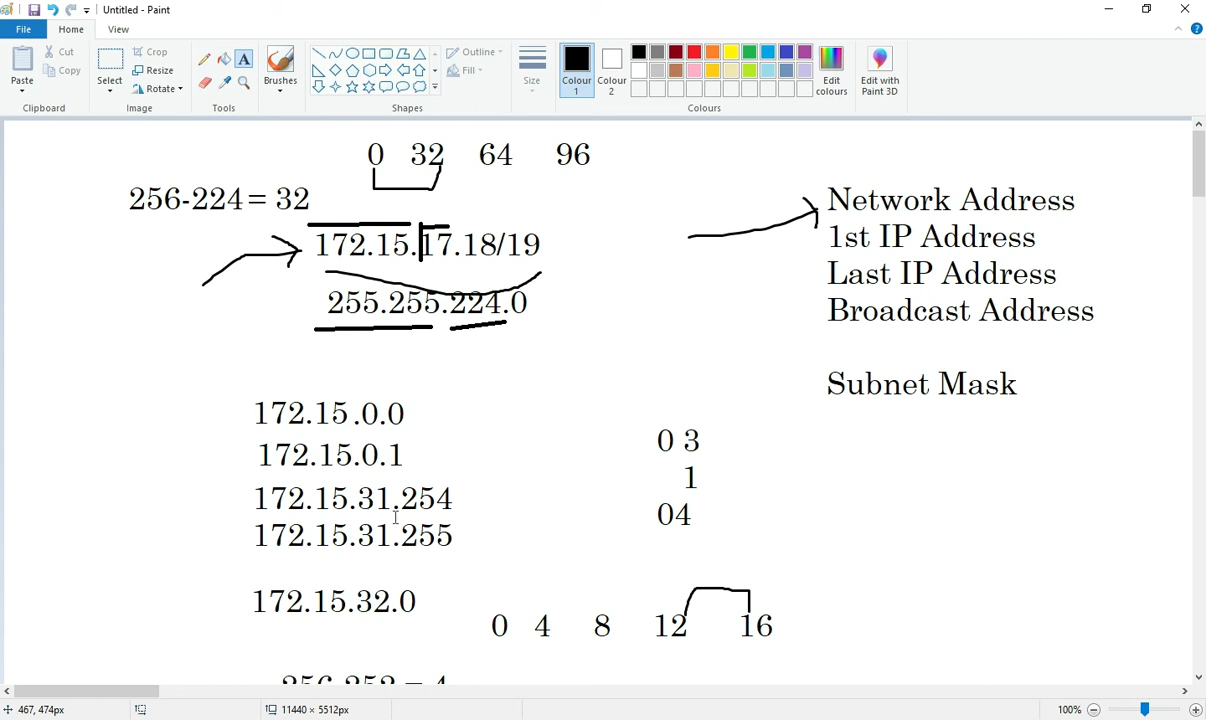 Untitled - Paint
File
Home
View
Paste
Cut
Copy
Clipboard
Select
Crop
Resize
Rotate
Image
A
Tools
Brushes
Shapes
Outline
Fill
Size
Colour 1
Colour 2
Edit colours
Colours
Edit with Paint 3D
0 32 64 96
256-224= 32
172.15.17.18/19
255.255.224.0
Network Address
1st IP Address
Last IP Address
Broadcast Address
Subnet Mask
172.15.0.0
172.15.0.1
172.15.31.254
172.15.31.255
172.15.32.0
0 3
1
04
0 4 8 12 16
256-252 = 4
467, 474px
11440 × 5512px
100%